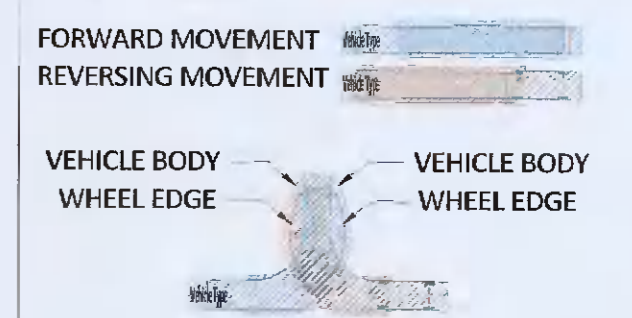 FORWARD MOVEMENT Vehicle Type
REVERSING MOVEMENT Vehicle Type
VEHICLE BODY VEHICLE BODY
WHEEL EDGE WHEEL EDGE
Vehicle Type